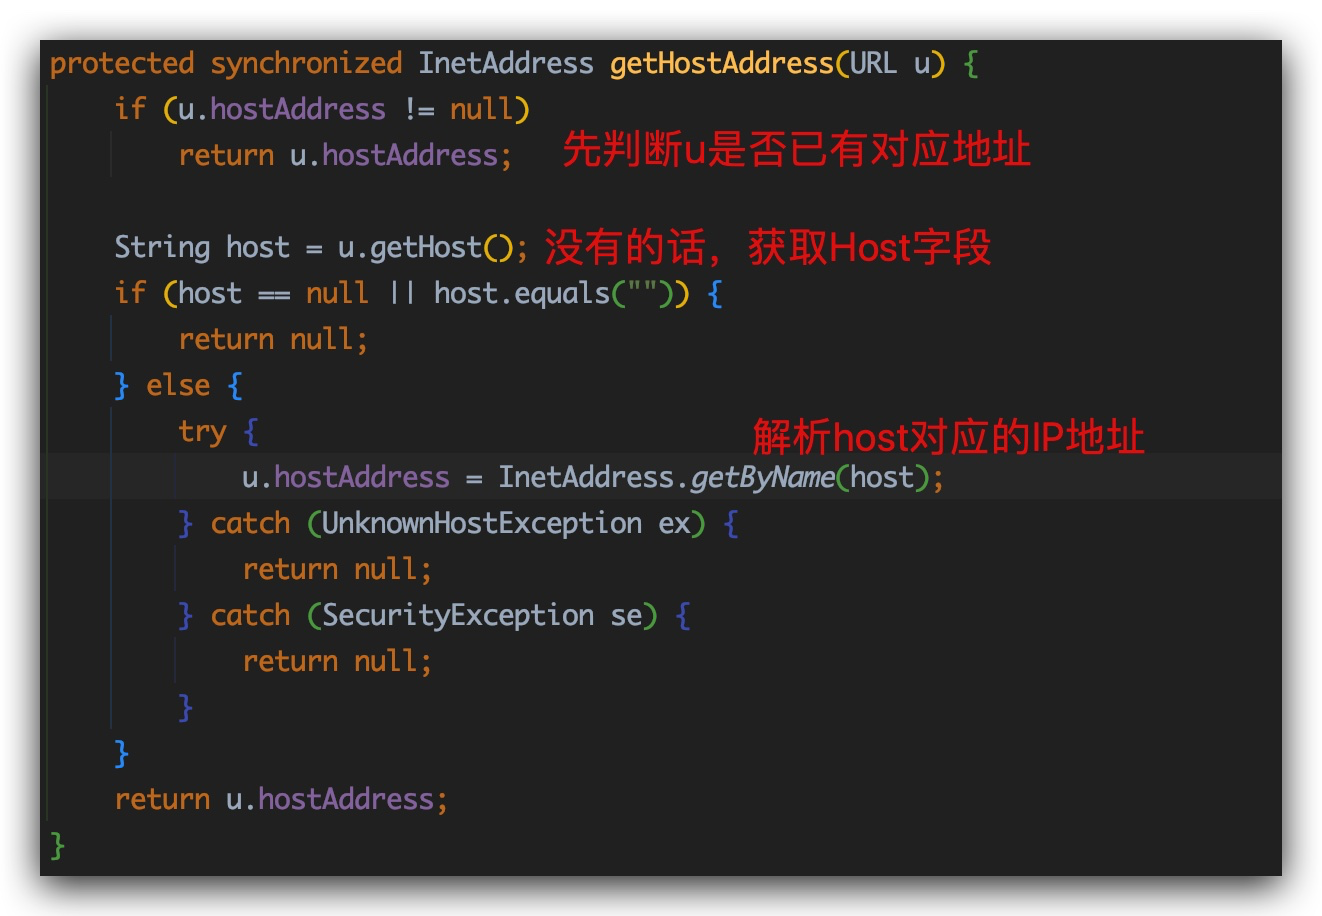 protected synchronized InetAddress getHostAddress(URL u) {
if (u.hostAddress != null)
return u.hostAddress; 先判断u是否已有对应地址
String host = u.getHost(); 没有的话，获取Host字段
if (host == null || host.equals("")) {
return null;
} else {
try {
解析host对应的IP地址
u.hostAddress = InetAddress.getByName(host);
} catch (UnknownHostException ex) {
return null;
} catch (SecurityException se) {
return null;
}
}
return u.hostAddress;
}